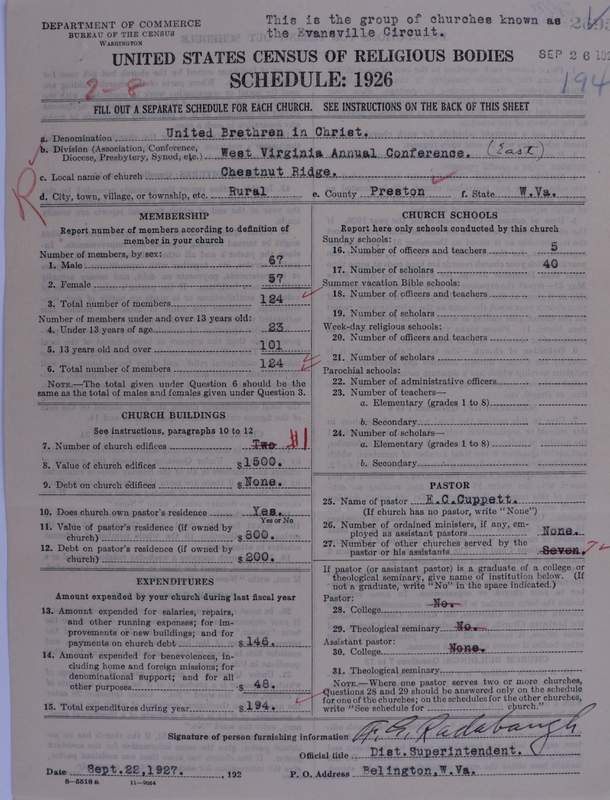 DEPARTMENT OF COMMERCE
BUREAU OF THE CENSUS
WASHINGTON
This is the group of churches known as
the Evansville Circuit.
UNITED STATES CENSUS OF RELIGIOUS BODIES
SEP 26 192
SCHEDULE: 1926
194
2-8
FILL OUT A SEPARATE SCHEDULE FOR EACH CHURCH. SEE INSTRUCTIONS ON THE BACK OF THIS SHEET
R
a. Denomination United Brethren in Christ.
b. Division (Association, Conference, Diocese, Presbytery, Synod, etc.) West Virginia Annual Conference. (East)
c. Local name of church Chestnut Ridge.
d. City, town, village, or township, etc. Rural e. County Preston f. State W.Va.
MEMBERSHIP
Report number of members according to definition of
member in your church
Number of members, by sex:
1. Male 67
2. Female 57
3. Total number of members 124
Number of members under and over 13 years old:
4. Under 13 years of age 23
5. 13 years old and over 101
6. Total number of members 124
NOTE.—The total given under Question 6 should be the
same as the total of males and females given under Question 3.
CHURCH BUILDINGS
See instructions, paragraphs 10 to 12
7. Number of church edifices Two 1
8. Value of church edifices $1500.
9. Debt on church edifices $None.
10. Does church own pastor's residence Yes.
Yes or No
11. Value of pastor's residence (if owned by
church) $800.
12. Debt on pastor's residence (if owned by
church) $200.
EXPENDITURES
Amount expended by your church during last fiscal year
13. Amount expended for salaries, repairs,
and other running expenses; for im-
provements or new buildings; and for
payments on church debt $146.
14. Amount expended for benevolences, in-
cluding home and foreign missions; for
denominational support; and for all
other purposes $48.
15. Total expenditures during year $194.
CHURCH SCHOOLS
Report here only schools conducted by this church
Sunday schools:
16. Number of officers and teachers 5
17. Number of scholars 40
Summer vacation Bible schools:
18. Number of officers and teachers
19. Number of scholars
Week-day religious schools:
20. Number of officers and teachers
21. Number of scholars
Parochial schools:
22. Number of administrative officers
23. Number of teachers—
a. Elementary (grades 1 to 8)
b. Secondary
24. Number of scholars—
a. Elementary (grades 1 to 8)
b. Secondary
PASTOR
25. Name of pastor E.C.Cuppett.
(If church has no pastor, write "None")
26. Number of ordained ministers, if any, em-
ployed as assistant pastors None.
27. Number of other churches served by the
pastor or his assistants Seven. 7
If pastor (or assistant pastor) is a graduate of a college or
theological seminary, give name of institution below. (If
not a graduate, write "No" in the space indicated.)
Pastor:
28. College No.
29. Theological seminary No.
Assistant pastor:
30. College None.
31. Theological seminary
NOTE.—Where one pastor serves two or more churches,
Questions 28 and 29 should be answered only on the schedule
for one of the churches; on the schedules for the other churches,
write "See schedule for church."
Signature of person furnishing information F. G. Radabaugh
Official title Dist.Superintendent.
Date Sept.22,1927. , 192 P. O. Address Belington,W.Va.
8—5518 a 11—9054